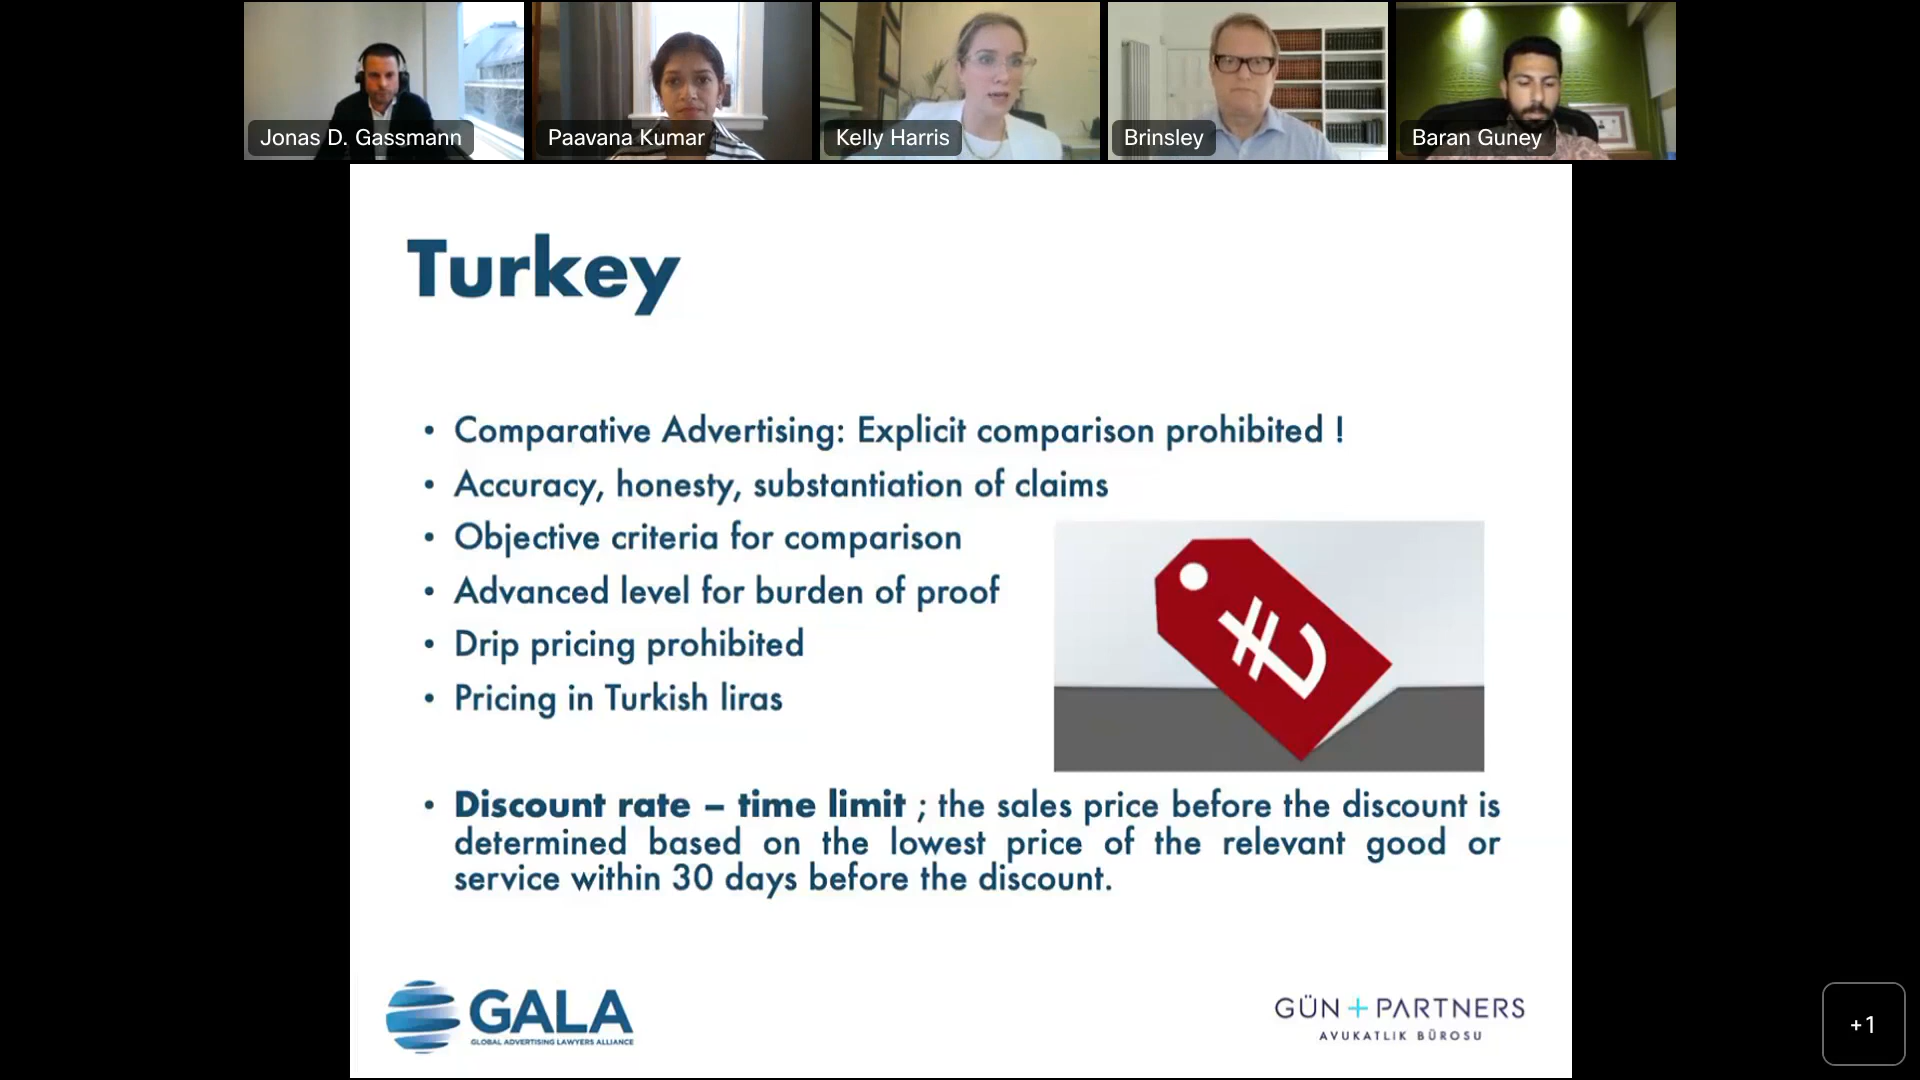 Jonas D. Gassmann
Paavana Kumar
Kelly Harris
Brinsley
Baran Guney
Turkey
• Comparative Advertising: Explicit comparison prohibited !
• Accuracy, honesty, substantiation of claims
• Objective criteria for comparison
• Advanced level for burden of proof
• Drip pricing prohibited
• Pricing in Turkish liras
₺
• Discount rate – time limit ; the sales price before the discount is
determined based on the lowest price of the relevant good or
service within 30 days before the discount.
GALA
GLOBAL ADVERTISING LAWYERS ALLIANCE
GÜN + PARTNERS
AVUKATLIK BÜROSU
+1